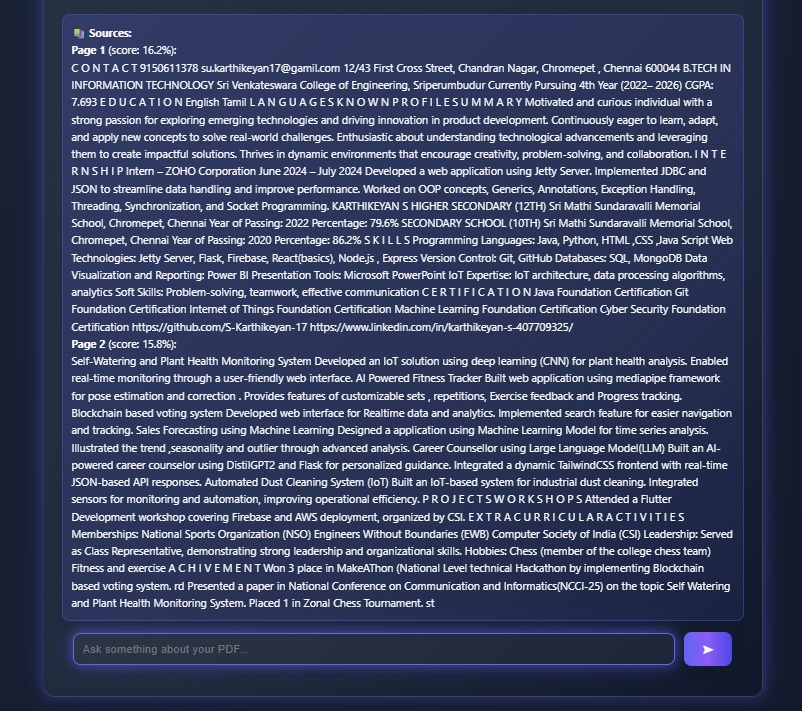 📚 Sources:
Page 1 (score: 16.2%):
C O N T A C T 9150611378 su.karthikeyan17@gamil.com 12/43 First Cross Street, Chandran Nagar, Chromepet , Chennai 600044 B.TECH IN
INFORMATION TECHNOLOGY Sri Venkateswara College of Engineering, Sriperumbudur Currently Pursuing 4th Year (2022– 2026) CGPA:
7.693 E D U C A T I O N English Tamil L A N G U A G E S K N O W N P R O F I L E S U M M A R Y Motivated and curious individual with a
strong passion for exploring emerging technologies and driving innovation in product development. Continuously eager to learn, adapt,
and apply new concepts to solve real-world challenges. Enthusiastic about understanding technological advancements and leveraging
them to create impactful solutions. Thrives in dynamic environments that encourage creativity, problem-solving, and collaboration. I N T E
R N S H I P Intern – ZOHO Corporation June 2024 – July 2024 Developed a web application using Jetty Server. Implemented JDBC and
JSON to streamline data handling and improve performance. Worked on OOP concepts, Generics, Annotations, Exception Handling,
Threading, Synchronization, and Socket Programming. KARTHIKEYAN S HIGHER SECONDARY (12TH) Sri Mathi Sundaravalli Memorial
School, Chromepet, Chennai Year of Passing: 2022 Percentage: 79.6% SECONDARY SCHOOL (10TH) Sri Mathi Sundaravalli Memorial School,
Chromepet, Chennai Year of Passing: 2020 Percentage: 86.2% S K I L L S Programming Languages: Java, Python, HTML ,CSS ,Java Script Web
Technologies: Jetty Server, Flask, Firebase, React(basics), Node.js , Express Version Control: Git, GitHub Databases: SQL, MongoDB Data
Visualization and Reporting: Power BI Presentation Tools: Microsoft PowerPoint IoT Expertise: IoT architecture, data processing algorithms,
analytics Soft Skills: Problem-solving, teamwork, effective communication C E R T I F I C A T I O N Java Foundation Certification Git
Foundation Certification Internet of Things Foundation Certification Machine Learning Foundation Certification Cyber Security Foundation
Certification https://github.com/S-Karthikeyan-17 https://www.linkedin.com/in/karthikeyan-s-407709325/
Page 2 (score: 15.8%):
Self-Watering and Plant Health Monitoring System Developed an IoT solution using deep learning (CNN) for plant health analysis. Enabled
real-time monitoring through a user-friendly web interface. AI Powered Fitness Tracker Built web application using mediapipe framework
for pose estimation and correction . Provides features of customizable sets , repetitions, Exercise feedback and Progress tracking.
Blockchain based voting system Developed web interface for Realtime data and analytics. Implemented search feature for easier navigation
and tracking. Sales Forecasting using Machine Learning Designed a application using Machine Learning Model for time series analysis.
Illustrated the trend ,seasonality and outlier through advanced analysis. Career Counsellor using Large Language Model(LLM) Built an AI-
powered career counselor using DistilGPT2 and Flask for personalized guidance. Integrated a dynamic TailwindCSS frontend with real-time
JSON-based API responses. Automated Dust Cleaning System (IoT) Built an IoT-based system for industrial dust cleaning. Integrated
sensors for monitoring and automation, improving operational efficiency. P R O J E C T S W O R K S H O P S Attended a Flutter
Development workshop covering Firebase and AWS deployment, organized by CSI. E X T R A C U R R I C U L A R A C T I V I T I E S
Memberships: National Sports Organization (NSO) Engineers Without Boundaries (EWB) Computer Society of India (CSI) Leadership: Served
as Class Representative, demonstrating strong leadership and organizational skills. Hobbies: Chess (member of the college chess team)
Fitness and exercise A C H I V E M E N T Won 3 place in MakeAThon (National Level technical Hackathon by implementing Blockchain
based voting system. rd Presented a paper in National Conference on Communication and Informatics(NCCI-25) on the topic Self Watering
and Plant Health Monitoring System. Placed 1 in Zonal Chess Tournament. st
Ask something about your PDF...